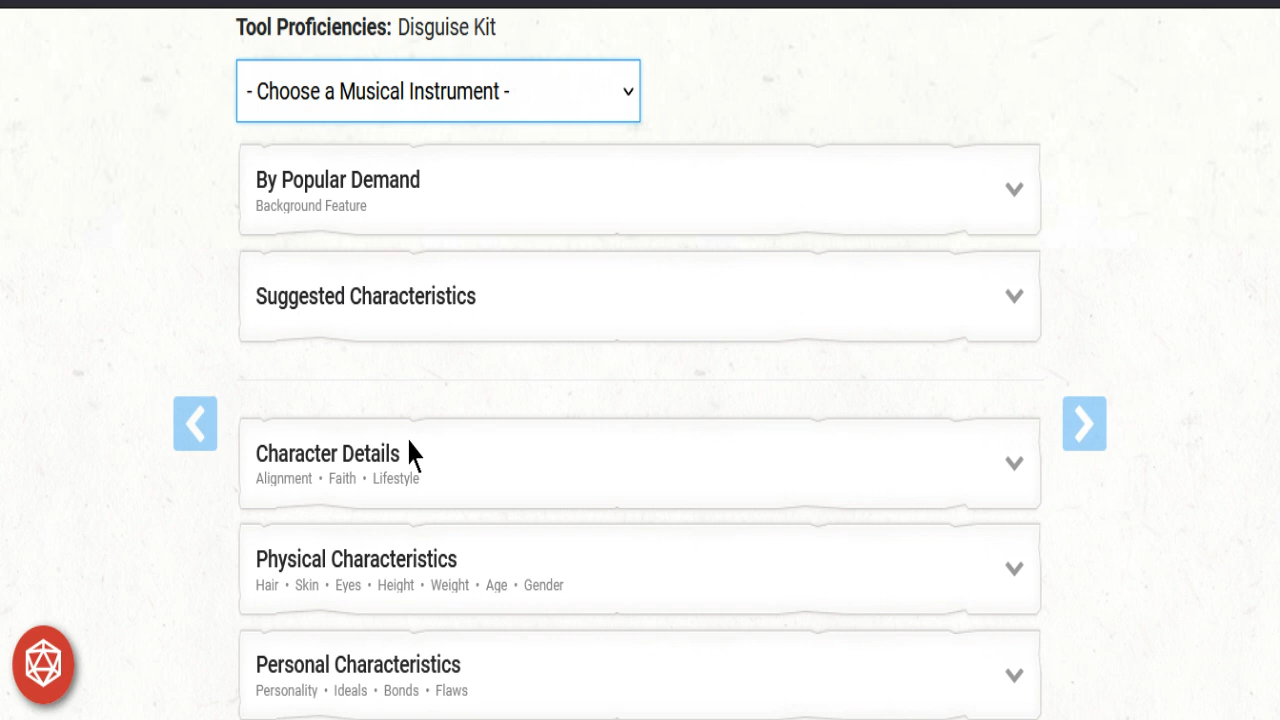 Tool Proficiencies: Disguise Kit
- Choose a Musical Instrument -
By Popular Demand
Background Feature
Suggested Characteristics
Character Details
Alignment • Faith • Lifestyle
Physical Characteristics
Hair • Skin • Eyes • Height • Weight • Age • Gender
Personal Characteristics
Personality • Ideals • Bonds • Flaws